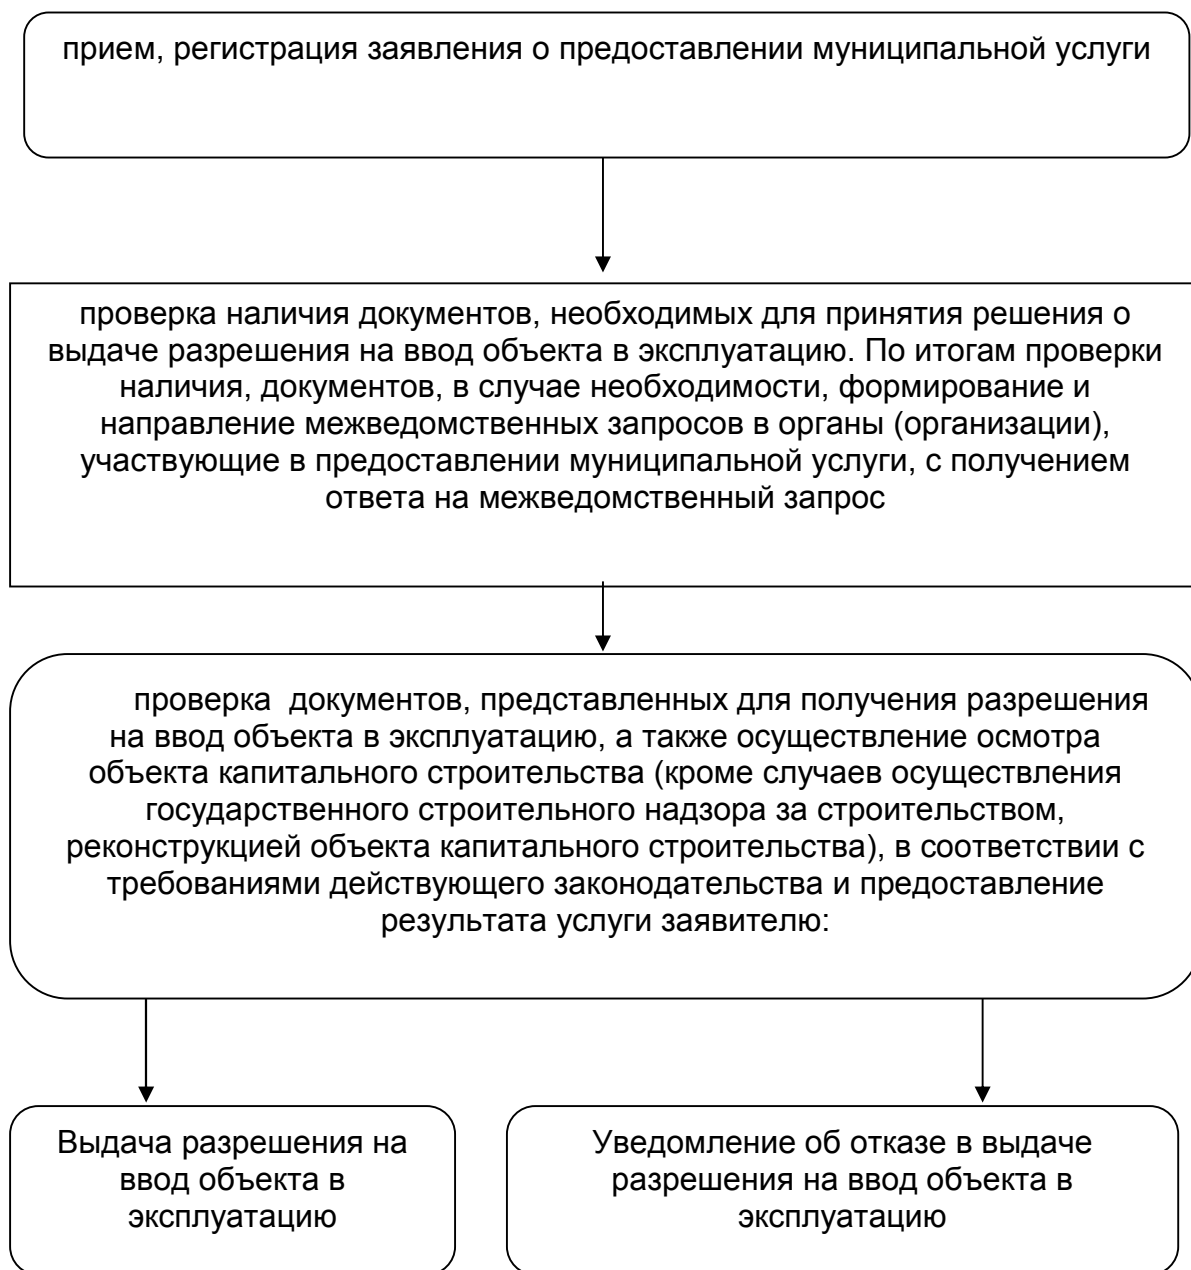 прием, регистрация заявления о предоставлении муниципальной услуги
проверка наличия документов, необходимых для принятия решения о
выдаче разрешения на ввод объекта в эксплуатацию. По итогам проверки
наличия, документов, в случае необходимости, формирование и
направление межведомственных запросов в органы (организации),
участвующие в предоставлении муниципальной услуги, с получением
ответа на межведомственный запрос
проверка документов, представленных для получения разрешения
на ввод объекта в эксплуатацию, а также осуществление осмотра
объекта капитального строительства (кроме случаев осуществления
государственного строительного надзора за строительством,
реконструкцией объекта капитального строительства), в соответствии с
требованиями действующего законодательства и предоставление
результата услуги заявителю:
Выдача разрешения на
ввод объекта в
эксплуатацию
Уведомление об отказе в выдаче
разрешения на ввод объекта в
эксплуатацию